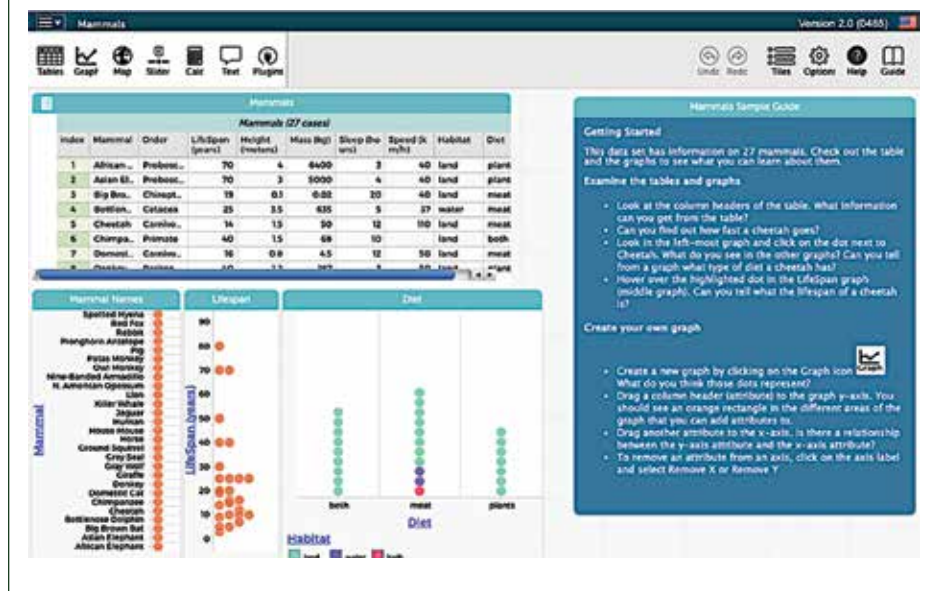 Mammals
Version 2.0 (0455)
Tables Graph Map Slider Calc Text Plugins
Undo Redo Tiles Options Help Guide
Mammals
Mammals (27 cases)
Index Mammal Order LifeSpan (years) Height (meters) Mass (kg) Sleep (hours) Speed (km/h) Habitat Diet
1 African... Probosc... 70 4 6400 3 40 land plants
2 Asian El... Probosc... 70 3 5000 4 40 land plants
3 Big Bro... Chiropt... 19 0.1 0.02 20 40 land meat
4 Bottlen... Cetacea 25 3.5 635 5 37 water meat
5 Cheetah Carnivo... 14 1.5 50 12 110 land meat
6 Chimpa... Primate 40 1.5 68 10 land both
7 Domest... Carnivo... 16 0.8 4.5 12 50 land meat
Mammals Sample Guide
Getting Started
This data set has information on 27 mammals. Check out the table
and the graphs to see what you can learn about them.
Examine the tables and graphs
• Look at the column headers of the table. What information
can you get from the table?
• Can you find out how fast a cheetah goes?
• Look in the left-most graph and click on the dot next to
Cheetah. What do you see in the other graphs? Can you tell
from a graph what type of diet a cheetah has?
• Hover over the highlighted dot in the LifeSpan graph
(middle graph). Can you tell what the lifespan of a cheetah
is?
Create your own graph
• Create a new graph by clicking on the Graph icon Graph
What do you think those dots represent?
• Drag a column header (attribute) to the graph y-axis. You
should see an orange rectangle in the different areas of the
graph that you can add attributes to.
• Drag another attribute to the x-axis. Is there a relationship
between the y-axis attribute and the x-axis attribute?
• To remove an attribute from an axis, click on the axis label
and select Remove X or Remove Y
Mammal Names
Mammal
Spotted Hyena
Red Fox
Rabbit
Pronghorn Antelope
Pig
Patas Monkey
Owl Monkey
Nine-Banded Armadillo
N. American Opossum
Lion
Killer Whale
Jaguar
Human
House Mouse
Horse
Ground Squirrel
Grey Seal
Gray Wolf
Giraffe
Donkey
Domestic Cat
Chimpanzee
Cheetah
Bottlenose Dolphin
Big Brown Bat
Asian Elephant
African Elephant
Lifespan
LifeSpan (years)
90
80
70
60
50
40
30
20
10
0
Diet
both meat plants
Diet
Habitat
land water both